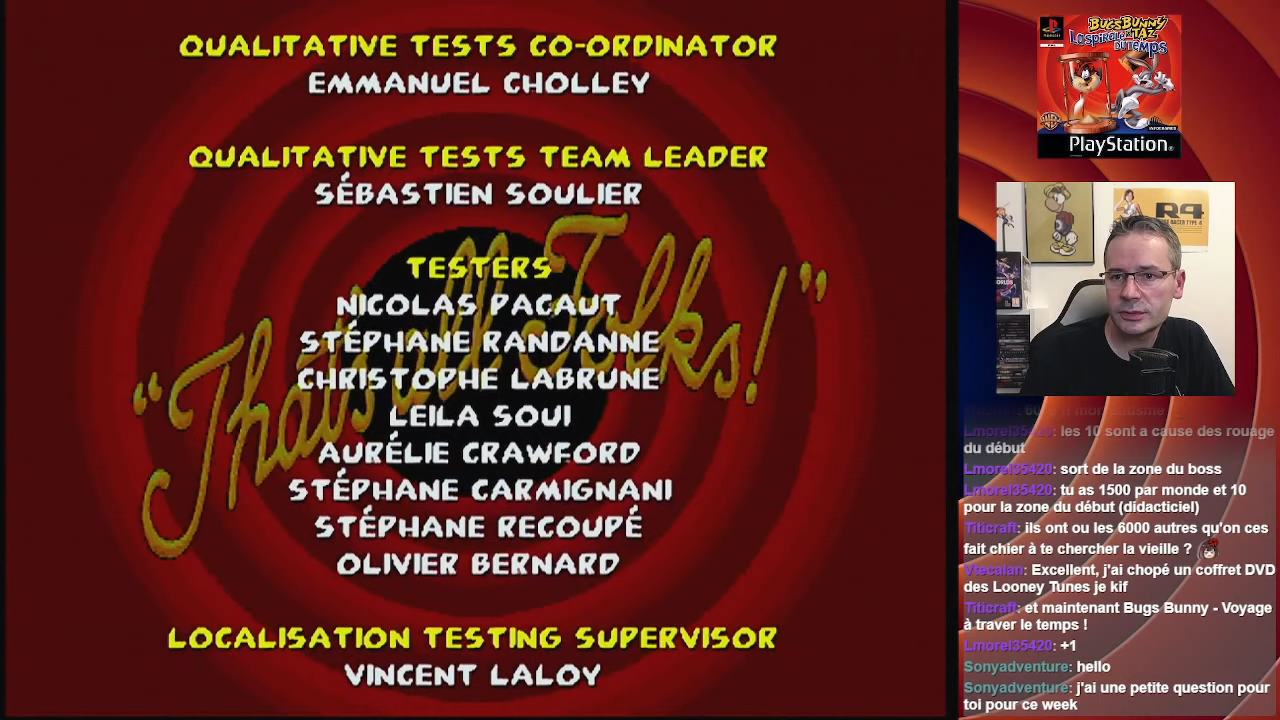 QUALITATIVE TESTS CO-ORDINATOR
EMMANUEL CHOLLEY
QUALITATIVE TESTS TEAM LEADER
SÉBASTIEN SOULIER
TESTERS
NICOLAS PACAUT
STÉPHANE RANDANNE
CHRISTOPHE LABRUNE
LEILA SOUI
AURÉLIE CRAWFORD
STÉPHANE CARMIGNANI
STÉPHANE RECOUPÉ
OLIVIER BERNARD
LOCALISATION TESTING SUPERVISOR
VINCENT LALOY
"That's all Folks!"
BUGS BUNNY
& TAZ
LA SPIRALE
DU TEMPS
INFOGRAMES
PlayStation
R4
Lmorel35420: les 10 sont a cause des rouage
du début
Lmorel35420: sort de la zone du boss
Lmorel35420: tu as 1500 par monde et 10
pour la zone du début (didacticiel)
Titicraft: ils ont ou les 6000 autres qu'on ces
fait chier à te chercher la vieille ?
Vtecalan: Excellent, j'ai chopé un coffret DVD
des Looney Tunes je kif
Titicraft: et maintenant Bugs Bunny - Voyage
à traver le temps !
Lmorel35420: +1
Sonyadventure: hello
Sonyadventure: j'ai une petite question pour
toi pour ce week